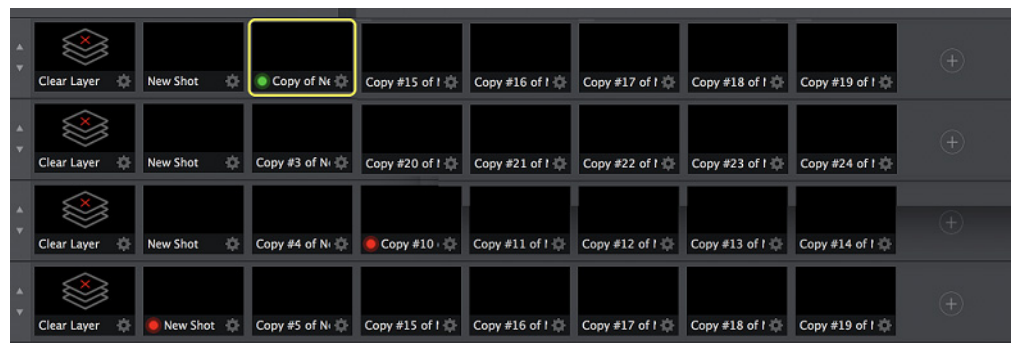 Clear Layer New Shot Copy of Ne Copy #15 of Copy #16 of Copy #17 of Copy #18 of Copy #19 of
Clear Layer New Shot Copy #3 of N Copy #20 of Copy #21 of Copy #22 of Copy #23 of Copy #24 of
Clear Layer New Shot Copy #4 of N Copy #10 Copy #11 of Copy #12 of Copy #13 of Copy #14 of
Clear Layer New Shot Copy #5 of N Copy #15 of Copy #16 of Copy #17 of Copy #18 of Copy #19 of